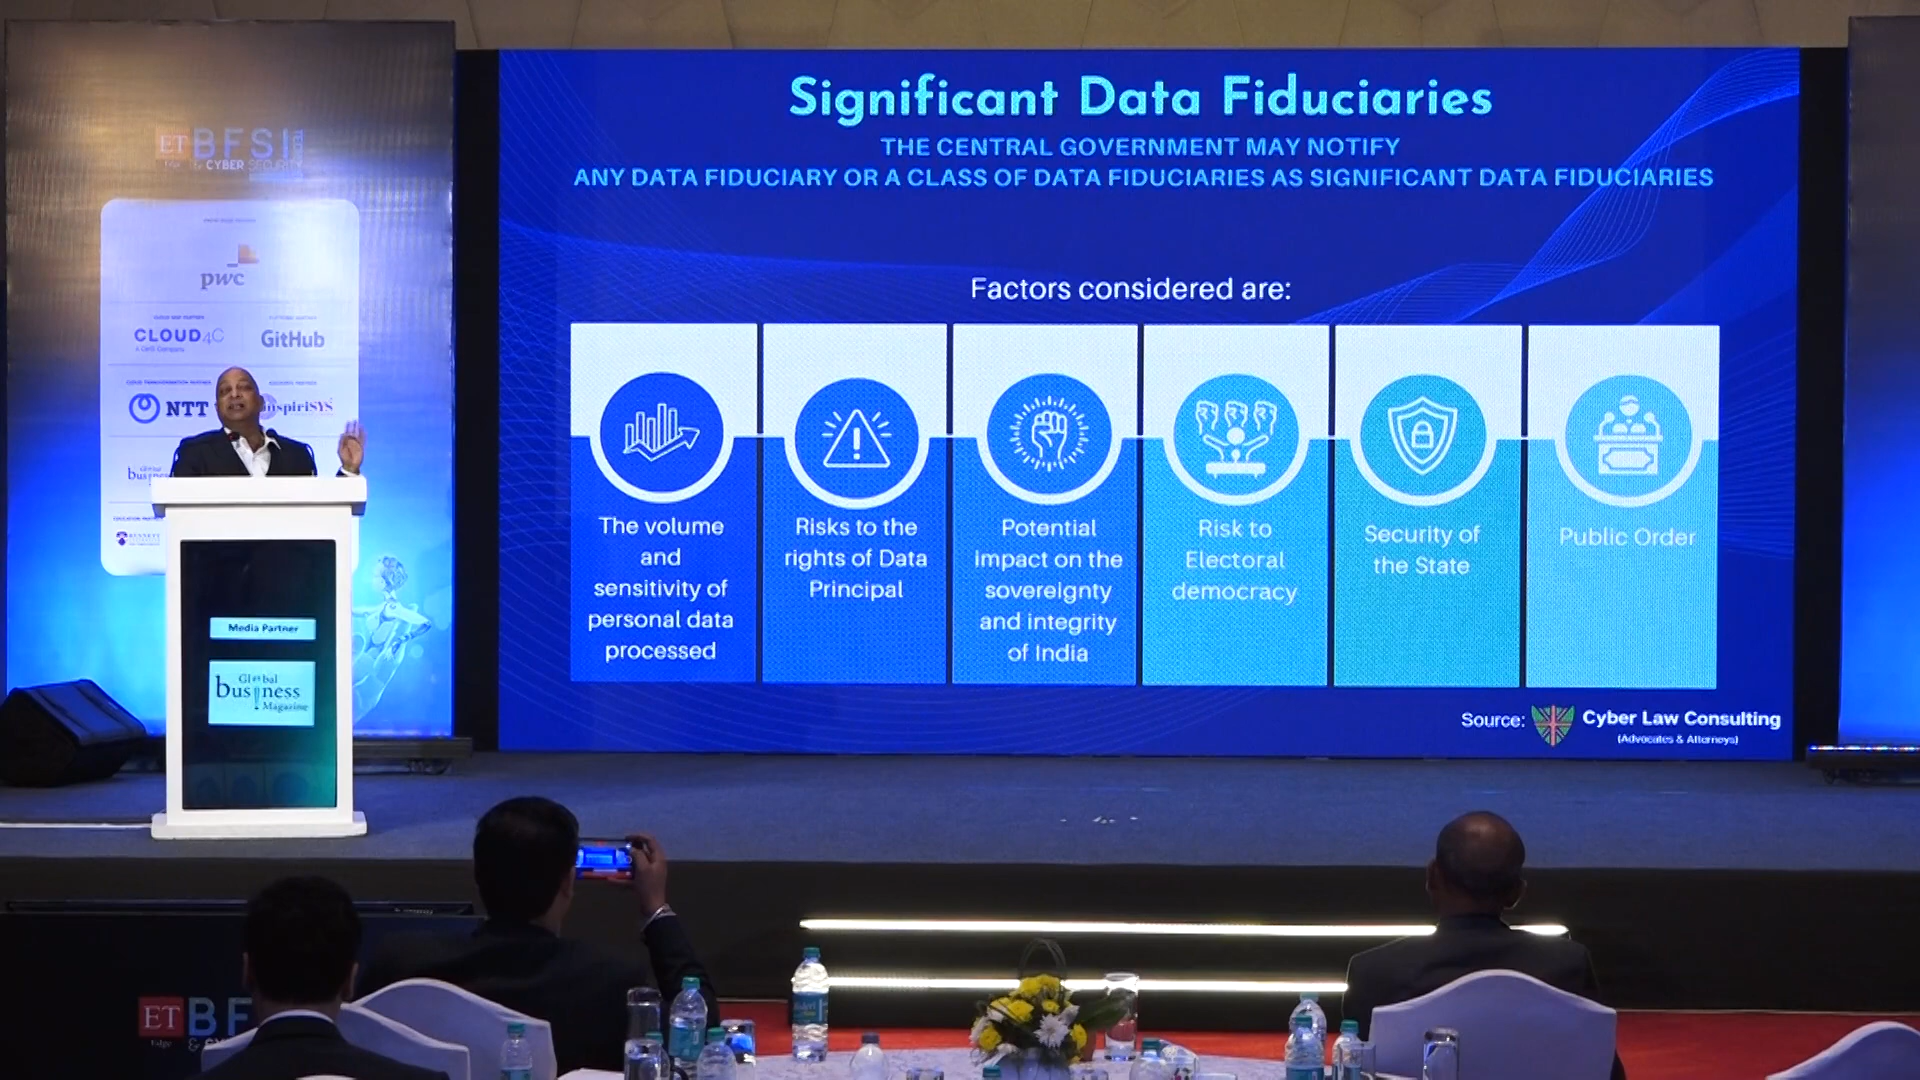 Significant Data Fiduciaries
THE CENTRAL GOVERNMENT MAY NOTIFY
ANY DATA FIDUCIARY OR A CLASS OF DATA FIDUCIARIES AS SIGNIFICANT DATA FIDUCIARIES
Factors considered are:
The volume
and
sensitivity of
personal data
processed
Risks to the
rights of Data
Principal
Potential
impact on the
sovereignty
and integrity
of India
Risk to
Electoral
democracy
Security of
the State
Public Order
Source:
Cyber Law Consulting
(Advocates & Attorneys)
ET BFSI
Edge & CYBER SECURITY
pwc
CLOUD4C
GitHub
NTT
inspiriSYS
Global
Media Partner
Global
business
Magazine
ET BF
Edge &